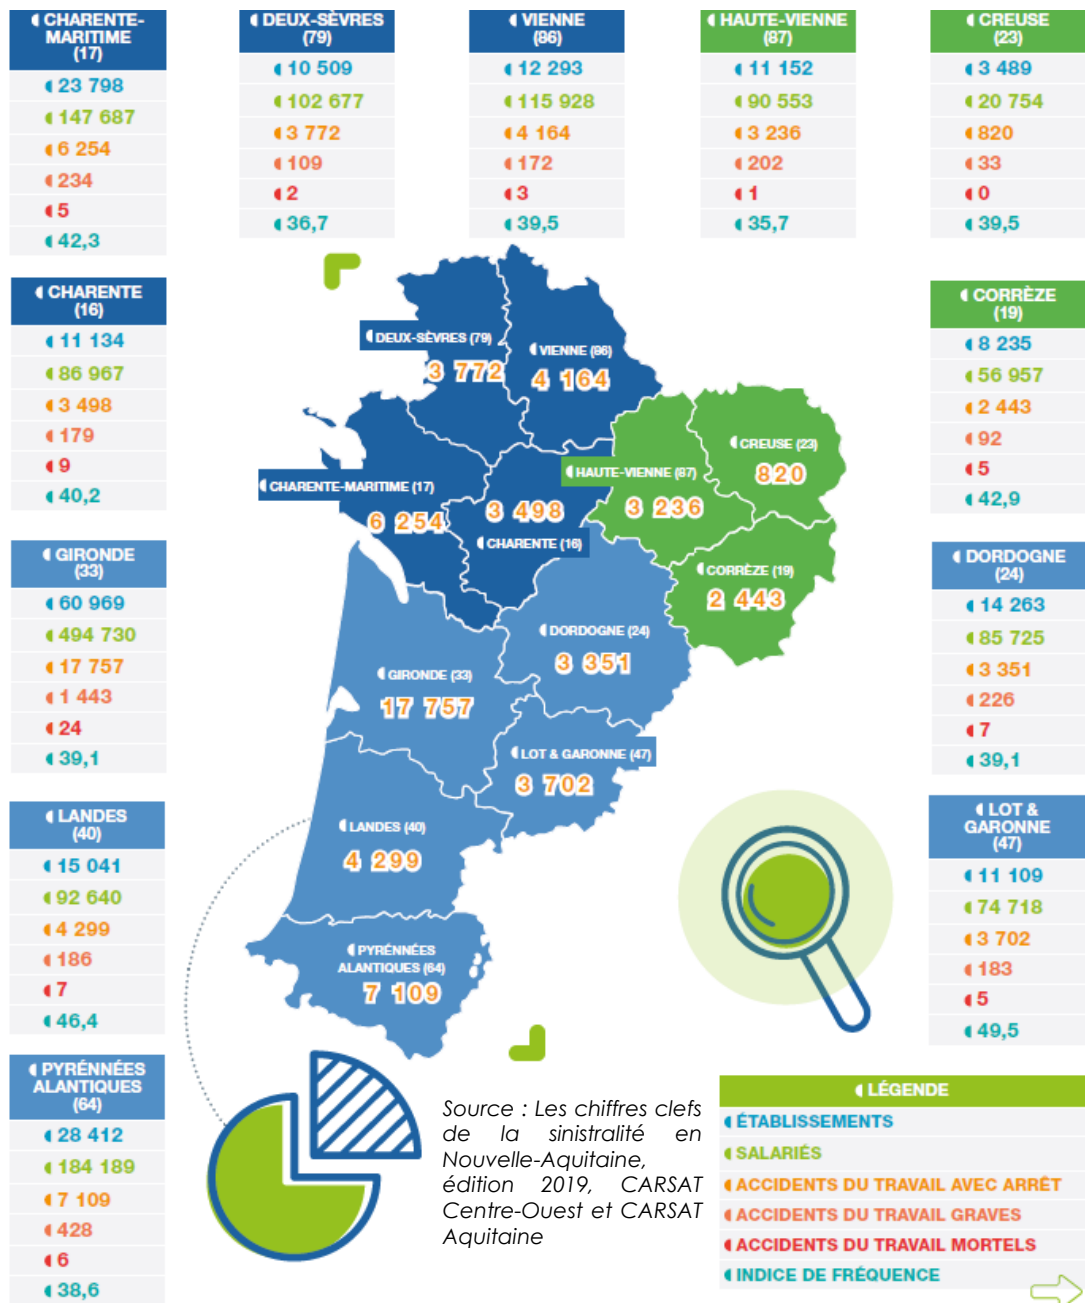 CHARENTE-
MARITIME
(17)
23 798
147 687
6 254
234
5
42,3
DEUX-SÈVRES
(79)
10 509
102 677
3 772
109
2
36,7
VIENNE
(86)
12 293
115 928
4 164
172
3
39,5
HAUTE-VIENNE
(87)
11 152
90 553
3 236
202
1
35,7
CREUSE
(23)
3 489
20 754
820
33
0
39,5
CHARENTE
(16)
11 134
86 967
3 498
179
9
40,2
CORRÈZE
(19)
8 235
56 957
2 443
92
5
42,9
GIRONDE
(33)
60 969
494 730
17 757
1 443
24
39,1
DORDOGNE
(24)
14 263
85 725
3 351
226
7
39,1
LANDES
(40)
15 041
92 640
4 299
186
7
46,4
LOT &
GARONNE
(47)
11 109
74 718
3 702
183
5
49,5
PYRÉNNÉES
ALANTIQUES
(64)
28 412
184 189
7 109
428
6
38,6
DEUX-SÈVRES (79)
3 772
VIENNE (86)
4 164
CREUSE (23)
820
HAUTE-VIENNE (87)
3 236
CHARENTE-MARITIME (17)
6 254
3 498
CHARENTE (16)
CORRÈZE (19)
2 443
DORDOGNE (24)
3 351
GIRONDE (33)
17 757
LOT & GARONNE (47)
3 702
LANDES (40)
4 299
PYRÉNNÉES
ALANTIQUES (64)
7 109
Source : Les chiffres clefs
de la sinistralité en
Nouvelle-Aquitaine,
édition 2019, CARSAT
Centre-Ouest et CARSAT
Aquitaine
LÉGENDE
ÉTABLISSEMENTS
SALARIÉS
ACCIDENTS DU TRAVAIL AVEC ARRÊT
ACCIDENTS DU TRAVAIL GRAVES
ACCIDENTS DU TRAVAIL MORTELS
INDICE DE FRÉQUENCE